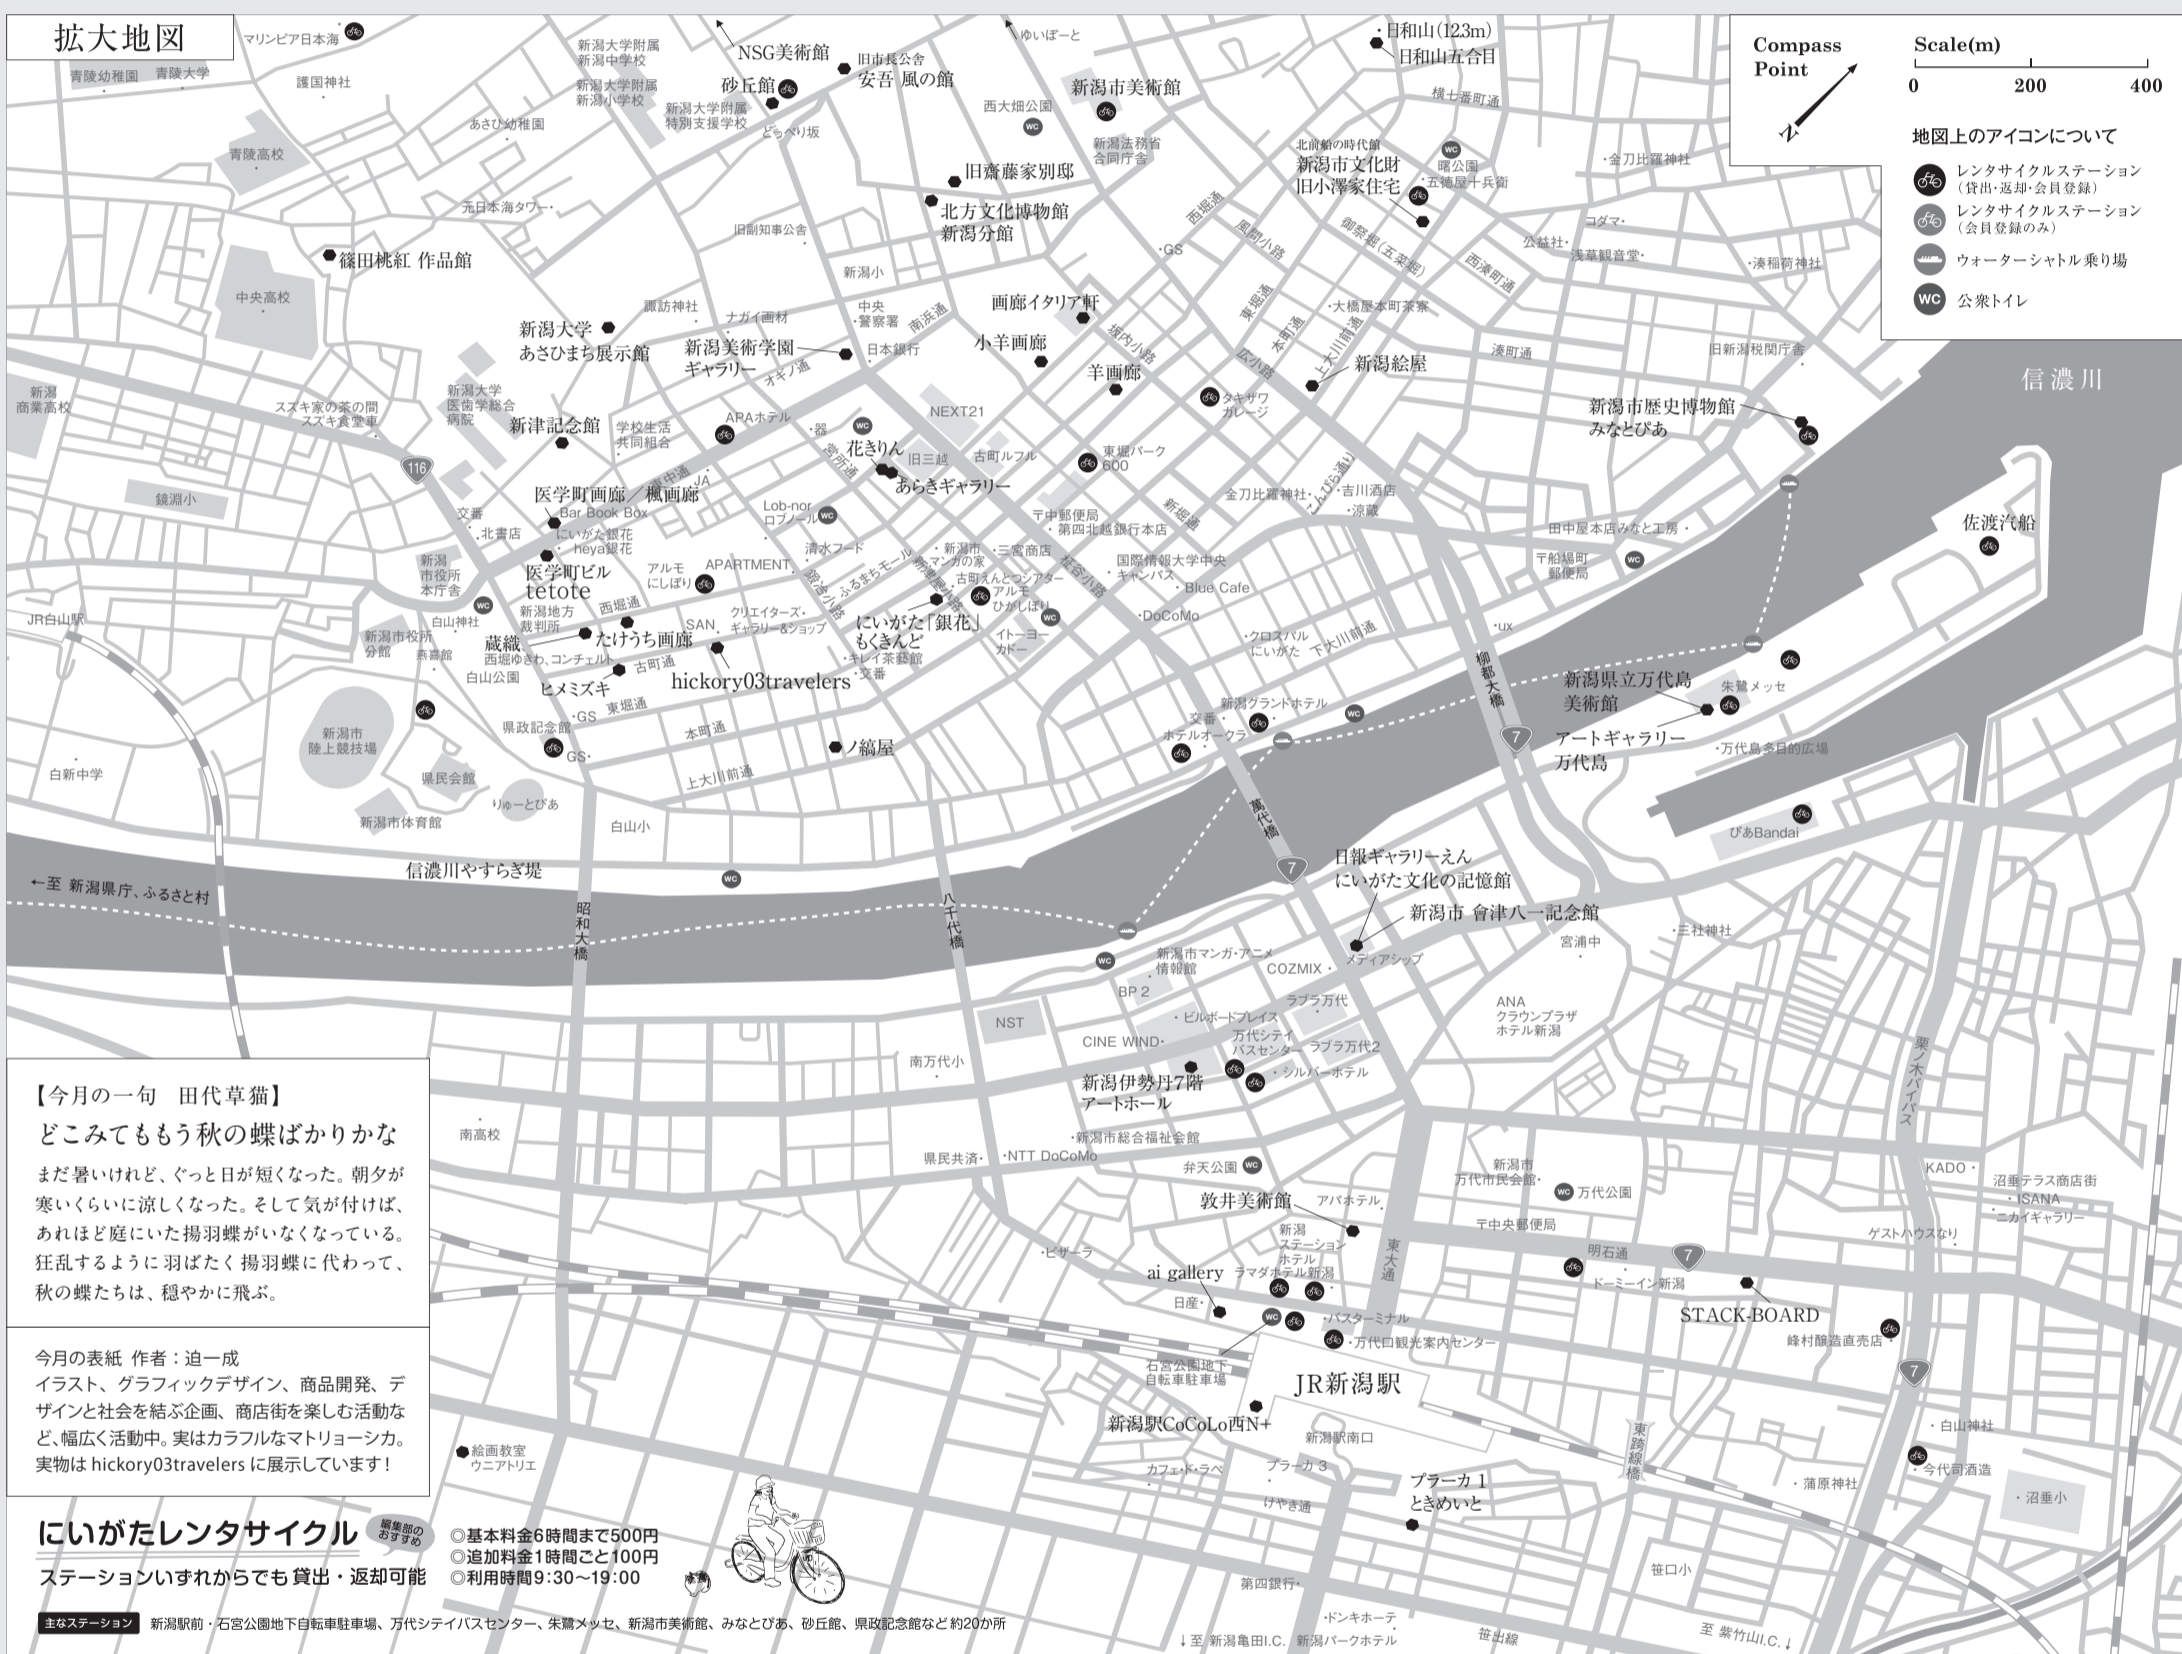 拡大地図
マリンピア日本海
青陵幼稚園
青陵大学
護国神社
新潟大学附属
新潟中学校
新潟大学附属
新潟小学校
新潟大学附属
特別支援学校
あさひ幼稚園
青陵高校
元日本海タワー
NSG美術館
砂丘館
旧市長公舎
安吾 風の館
どっぺり坂
ゆいぽーと
西大畑公園
WC
新潟市美術館
新潟法務省
合同庁舎
旧齋藤家別邸
北方文化博物館
新潟分館
旧副知事公舎
新潟小
日和山(12.3m)
日和山五合目
横七番町通
北前船の時代館
新潟市文化財
旧小澤家住宅
WC
曙公園
五徳屋十兵衛
金刀比羅神社
コダマ
公益社
浅草観音堂
湊稲荷神社
西堀通
風間小路
御祭堀(五菜堀)
西湊町通
GS
東堀通
本町通
上大川前通
大橋屋本町茶寮
広小路
湊町通
旧新潟税関庁舎
Compass
Point
N
Scale(m)
0
200
400
地図上のアイコンについて
レンタサイクルステーション
(貸出・返却・会員登録)
レンタサイクルステーション
(会員登録のみ)
ウォーターシャトル乗り場
WC
公衆トイレ
信濃川
篠田桃紅 作品館
中央高校
諏訪神社
ナガイ画材
中央
警察署
南浜通
新潟大学
あさひまち展示館
新潟美術学園
ギャラリー
オギノ通
日本銀行
画廊イタリア軒
小羊画廊
坂内小路
羊画廊
新潟絵屋
タキザワ
ガレージ
新潟市歴史博物館
みなとぴあ
新潟
商業高校
スズキ家の茶の間
スズキ食堂車
116
新潟大学
医歯学総合
病院
新津記念館
学校生活
共同組合
APAホテル
器
WC
NEXT21
花きりん
旧三越
古町ルフル
あらきギャラリー
営所通
東堀パーク
600
新堀通
金刀比羅神社
こんぴら通り
吉川酒店
涼蔵
鏡淵小
交番
北書店
医学町画廊/楓画廊
東中通
JA
Bar Book Box
にいがた銀花
heya銀花
Lob-nor
ロプノール
WC
清水フード
〒中郵便局
第四北越銀行本店
田中屋本店みなと工房
〒船場町
郵便局
WC
佐渡汽船
新潟
市役所
本庁舎
医学町ビル
tetote
アルモ
にしぼり
APARTMENT
鍛冶小路
ふるまちモール
新津屋小路
新潟市
マンガの家
三宮商店
古町えんとつシアター
アルモ
ひがしぼり
柾谷小路
国際情報大学中央
キャンパス
Blue Cafe
DoCoMo
WC
JR白山駅
新潟市役所
分館
白山神社
燕喜館
WC
新潟地方
裁判所
西堀通
蔵織
たけうち画廊
SAN
クリエイターズ・
ギャラリー&ショップ
にいがた「銀花」
もくきんど
キレイ茶藝館
交番
イトーヨー
カドー
クロスパル
にいがた
下大川前通
ux
柳都大橋
白山公園
西堀ゆきわ、コンチェルト
ヒメミズキ
古町通
hickory03travelers
新潟市
陸上競技場
県政記念館
GS
GS
東堀通
本町通
上大川前通
ノ縞屋
新潟グランドホテル
交番
ホテルオークラ
WC
新潟県立万代島
美術館
朱鷺メッセ
アートギャラリー
万代島
万代島多目的広場
ぴあBandai
7
白新中学
県民会館
りゅーとぴあ
新潟市体育館
白山小
萬代橋
7
信濃川やすらぎ堤
WC
←至 新潟県庁、ふるさと村
昭和大橋
八千代橋
日報ギャラリーえん
にいがた文化の記憶館
新潟市 會津八一記念館
メディアシップ
宮浦中
三社神社
WC
新潟市マンガ・アニメ
情報館
COZMIX
BP 2
NST
ビルボードプレイス
ラブラ万代
CINE WIND
万代シテイ
バスセンター
ラブラ万代2
シルバーホテル
ANA
クラウンプラザ
ホテル新潟
南万代小
新潟伊勢丹7階
アートホール
栗ノ木バイパス
【今月の一句　田代草猫】
どこみてももう秋の蝶ばかりかな
まだ暑いけれど、ぐっと日が短くなった。朝夕が
寒いくらいに涼しくなった。そして気が付けば、
あれほど庭にいた揚羽蝶がいなくなっている。
狂乱するように羽ばたく揚羽蝶に代わって、
秋の蝶たちは、穏やかに飛ぶ。
南高校
新潟市総合福祉会館
県民共済
NTT DoCoMo
弁天公園
WC
敦井美術館
アパホテル
新潟市
万代市民会館
WC
万代公園
KADO
沼垂テラス商店街
ISANA
ニカイギャラリー
ゲストハウスなり
〒中央郵便局
明石通
7
ドーミーイン新潟
STACK-BOARD
峰村醸造直売店
7
ピザーラ
新潟
ステーション
ホテル
ラマダホテル新潟
東大通
ai gallery
日産
WC
バスターミナル
万代口観光案内センター
石宮公園地下
自転車駐車場
JR新潟駅
新潟駅CoCoLo西N+
新潟駅南口
東跨線橋
白山神社
今代司酒造
沼垂小
蒲原神社
今月の表紙 作者:迫一成
イラスト、グラフィックデザイン、商品開発、デ
ザインと社会を結ぶ企画、商店街を楽しむ活動な
ど、幅広く活動中。実はカラフルなマトリョーシカ。
実物は hickory03travelers に展示しています!
絵画教室
ウニアトリエ
カフェ・ド・ラペ
プラーカ 3
けやき通
プラーカ 1
ときめいと
笹口小
第四銀行
ドンキホーテ
↓至 新潟亀田I.C.
新潟パークホテル
笹出線
至 紫竹山I.C.↓
にいがたレンタサイクル
編集部の
おすすめ
ステーションいずれからでも貸出・返却可能
◎基本料金6時間まで500円
◎追加料金1時間ごと100円
◎利用時間9:30〜19:00
主なステーション
新潟駅前・石宮公園地下自転車駐車場、万代シテイバスセンター、朱鷺メッセ、新潟市美術館、みなとぴあ、砂丘館、県政記念館など約20か所